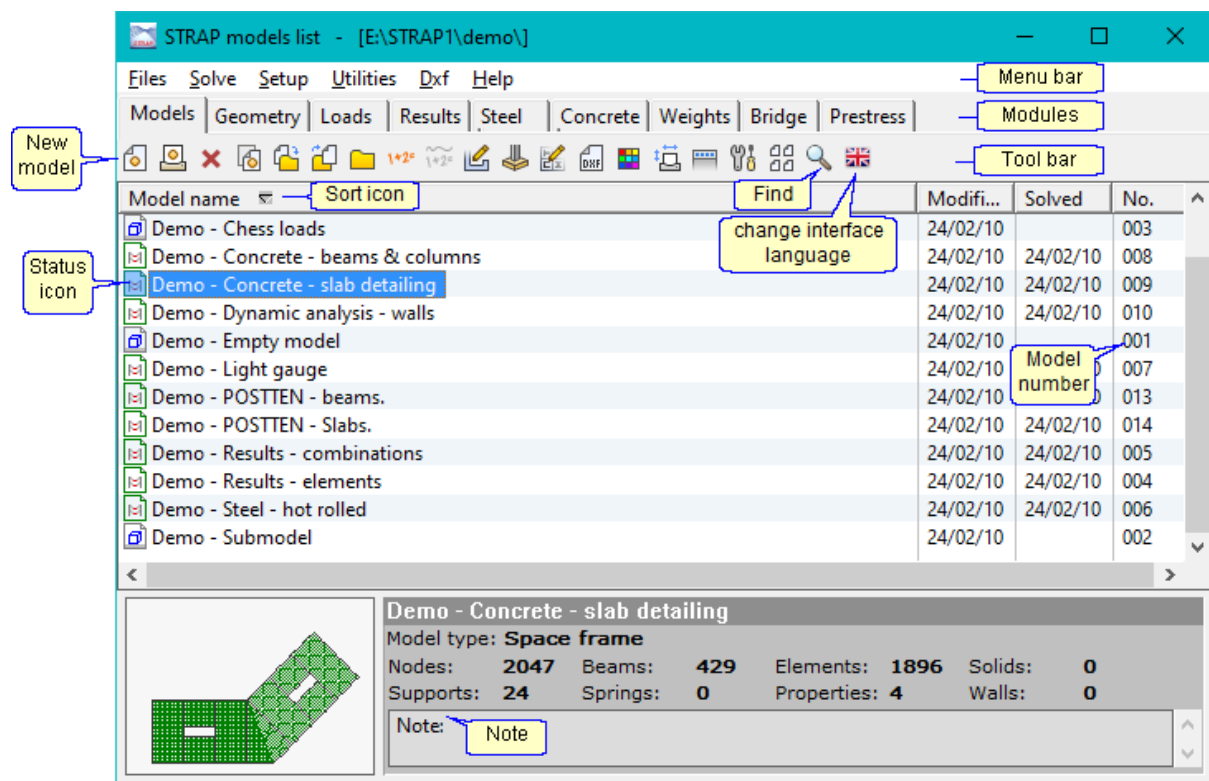 STRAP models list - [E:\STRAP1\demo\]
Files Solve Setup Utilities Dxf Help
Menu bar
Models Geometry Loads Results Steel Concrete Weights Bridge Prestress
Modules
New
model
DXF
Tool bar
Model name
Sort icon
Find
Modifi... Solved No.
Demo - Chess loads 24/02/10 003
change interface
language
Demo - Concrete - beams & columns 24/02/10 24/02/10 008
Status
icon
Demo - Concrete - slab detailing 24/02/10 24/02/10 009
Demo - Dynamic analysis - walls 24/02/10 24/02/10 010
Demo - Empty model 24/02/10 001
Model
number
Demo - Light gauge 24/02/10 007
Demo - POSTTEN - beams. 24/02/10 013
Demo - POSTTEN - Slabs. 24/02/10 24/02/10 014
Demo - Results - combinations 24/02/10 24/02/10 005
Demo - Results - elements 24/02/10 24/02/10 004
Demo - Steel - hot rolled 24/02/10 24/02/10 006
Demo - Submodel 24/02/10 002
Demo - Concrete - slab detailing
Model type: Space frame
Nodes: 2047 Beams: 429 Elements: 1896 Solids: 0
Supports: 24 Springs: 0 Properties: 4 Walls: 0
Note:
Note